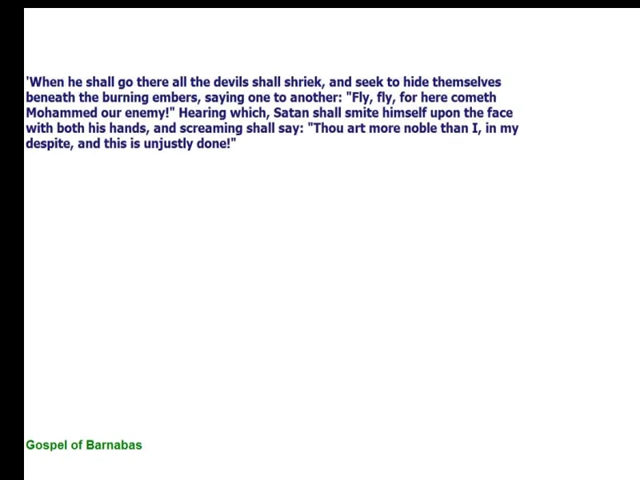 'When he shall go there all the devils shall shriek, and seek to hide themselves
beneath the burning embers, saying one to another: "Fly, fly, for here cometh
Mohammed our enemy!" Hearing which, Satan shall smite himself upon the face
with both his hands, and screaming shall say: "Thou art more noble than I, in my
despite, and this is unjustly done!"
Gospel of Barnabas